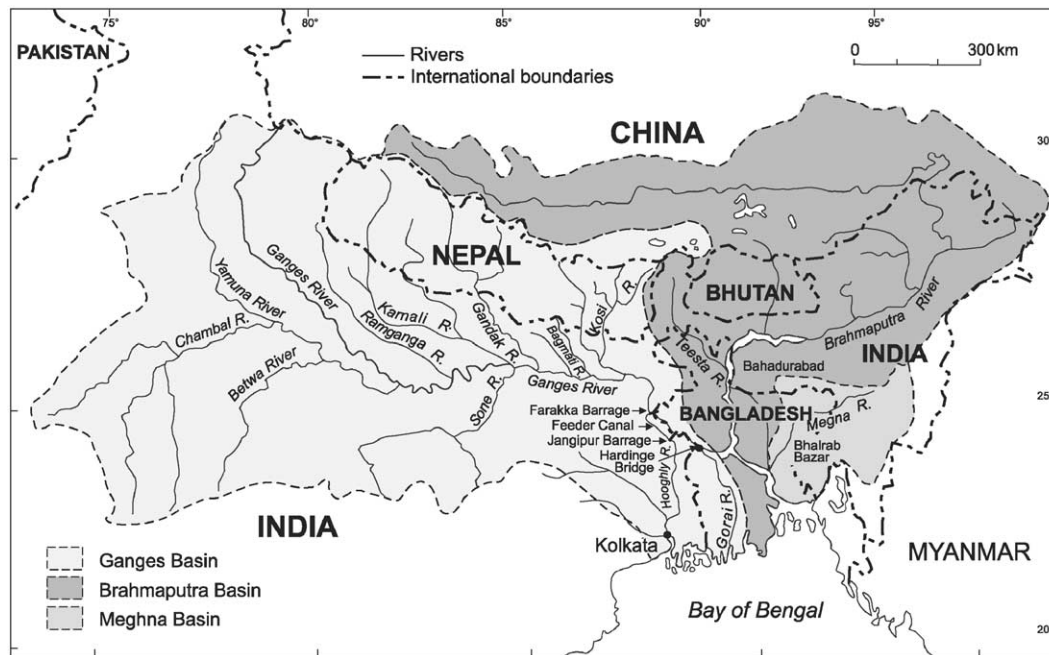 75°
85°
90°
95°
PAKISTAN
Rivers
International boundaries
0
300 km
CHINA
30
NEPAL
BHUTAN
Yamuna River
Ganges River
Chambal R.
Karnali R.
Ramganga R.
Gandak R.
Bagmati R.
Kosi R.
Teesta R.
Brahmaputra River
INDIA
Bahadurabad
Betwa River
Sone R.
Ganges River
25
BANGLADESH
Megna R.
Farakka Barrage
Feeder Canal
Jangipur Barrage
Hardinge
Bridge
Bhalrab
Bazar
Hooghly R.
Gorai R.
INDIA
Kolkata
MYANMAR
Ganges Basin
Brahmaputra Basin
Meghna Basin
Bay of Bengal
20